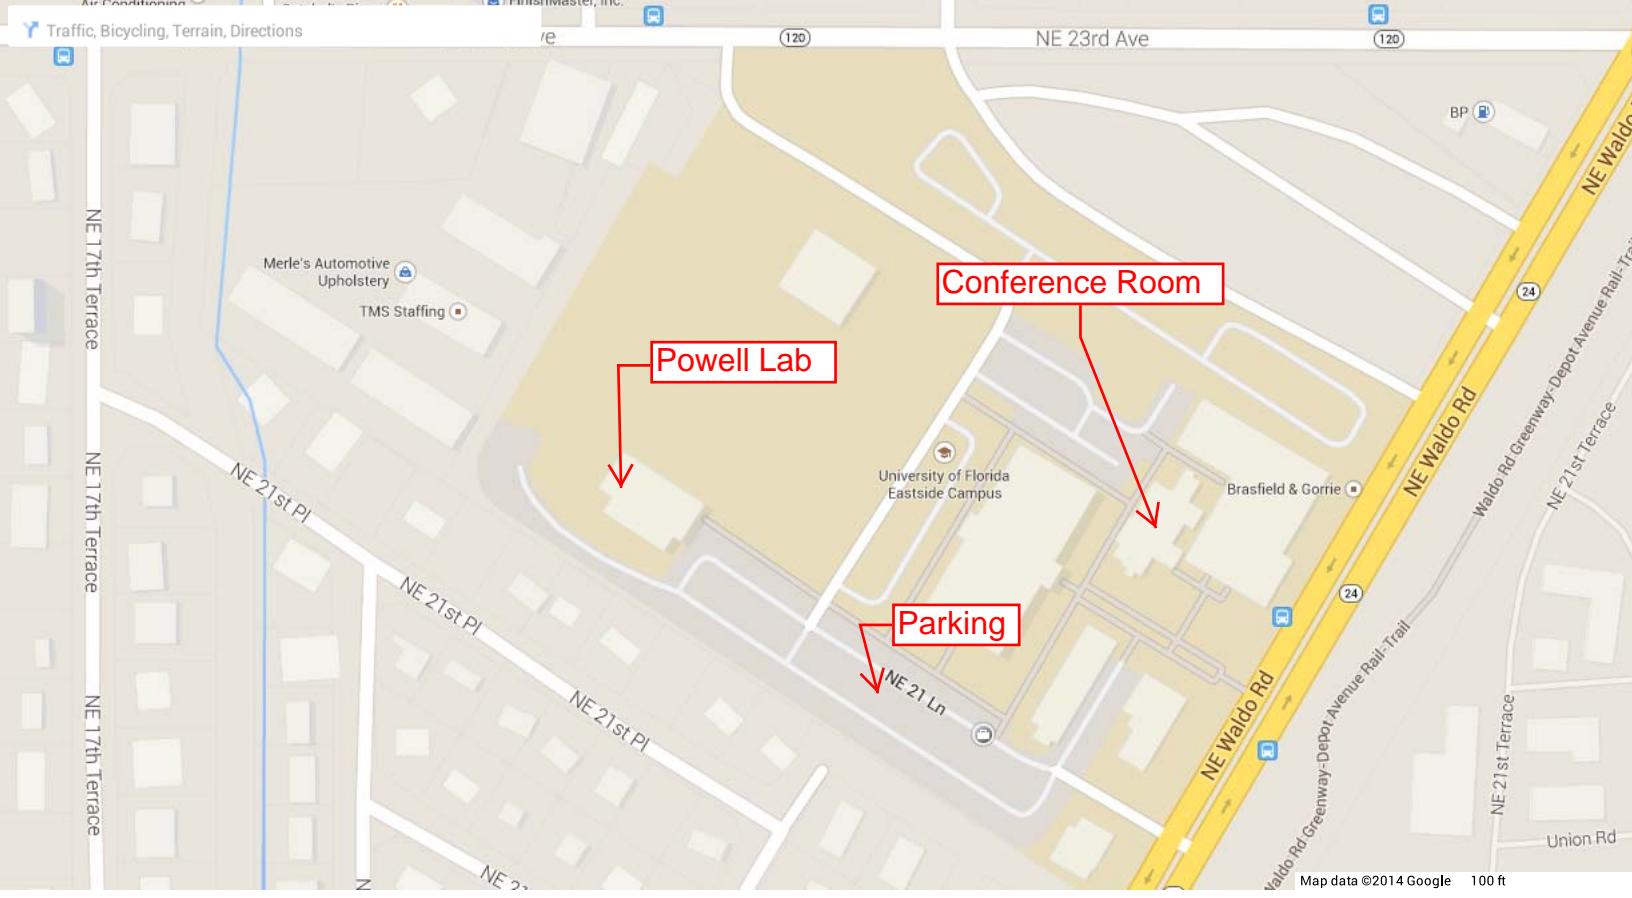 Air Conditioning
FinishMaster, Inc.
Traffic, Bicycling, Terrain, Directions
120
NE 23rd Ave
120
BP
NE Waldo
NE 17th Terrace
Merle's Automotive
Upholstery
TMS Staffing
Conference Room
24
Waldo Rd Greenway-Depot Avenue Rail-Trail
Powell Lab
NE Waldo Rd
NE 21st Terrace
University of Florida
Eastside Campus
Brasfield & Gorrie
NE 21st Pl
NE 17th Terrace
NE 21st Pl
24
Parking
NE 21 Ln
NE 21st Pl
NE Waldo Rd
Waldo Rd Greenway-Depot Avenue Rail-Trail
NE 21st Terrace
NE 17th Terrace
Union Rd
Map data ©2014 Google 100 ft